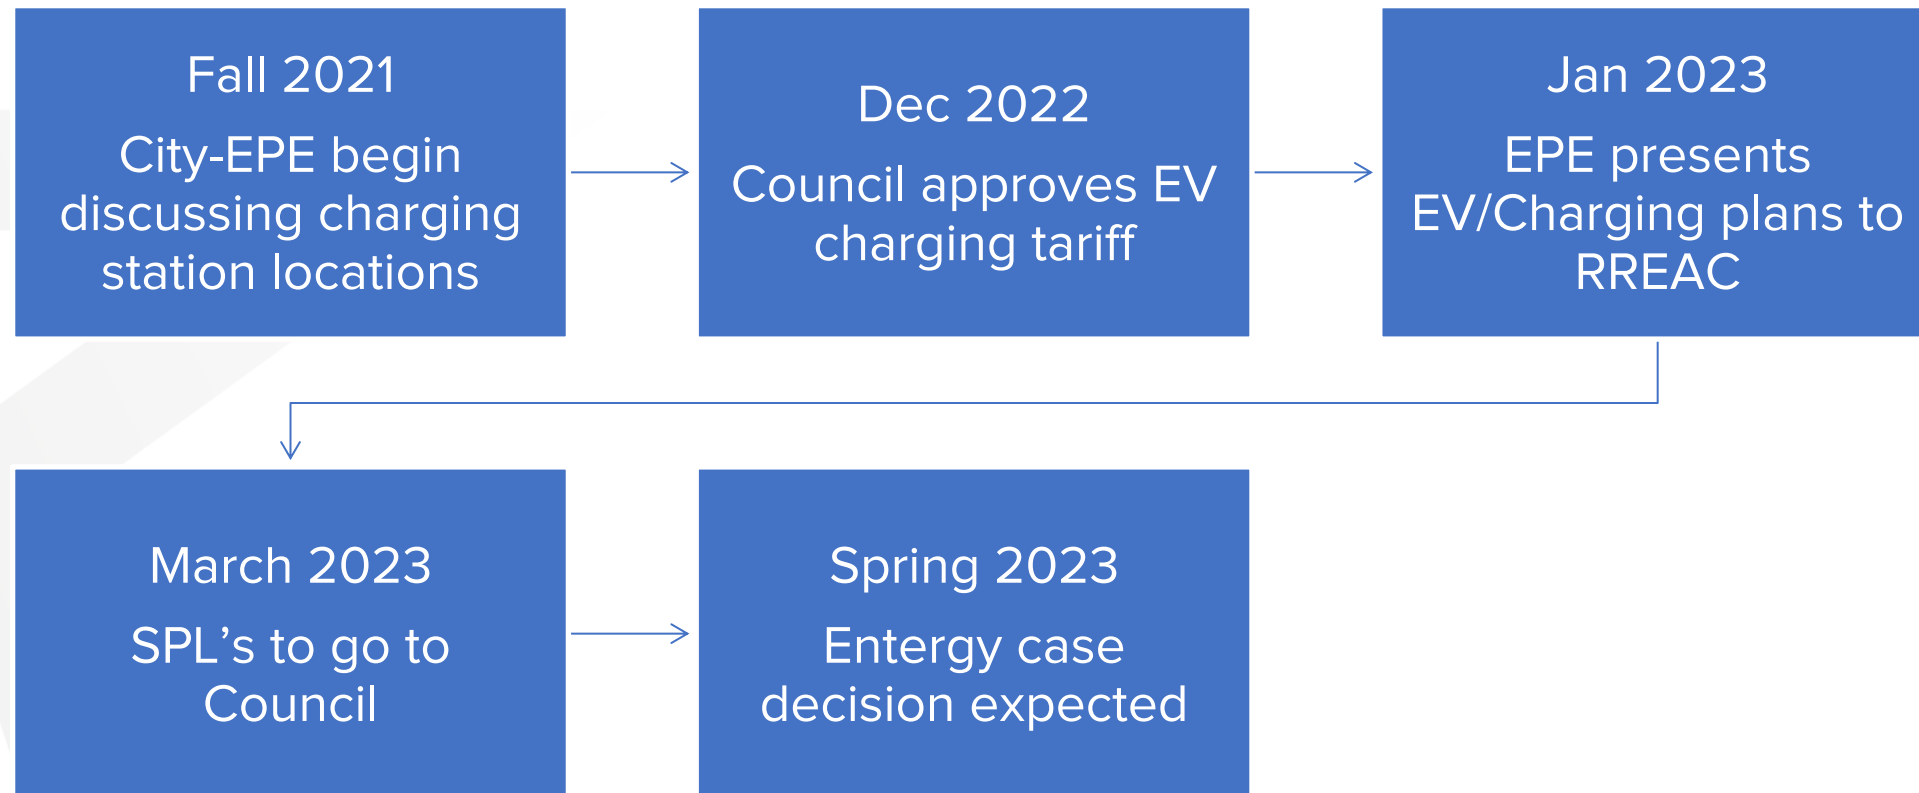 Fall 2021
City-EPE begin
discussing charging
station locations
Dec 2022
Council approves EV
charging tariff
Jan 2023
EPE presents
EV/Charging plans to
RREAC
March 2023
SPL’s to go to
Council
Spring 2023
Entergy case
decision expected